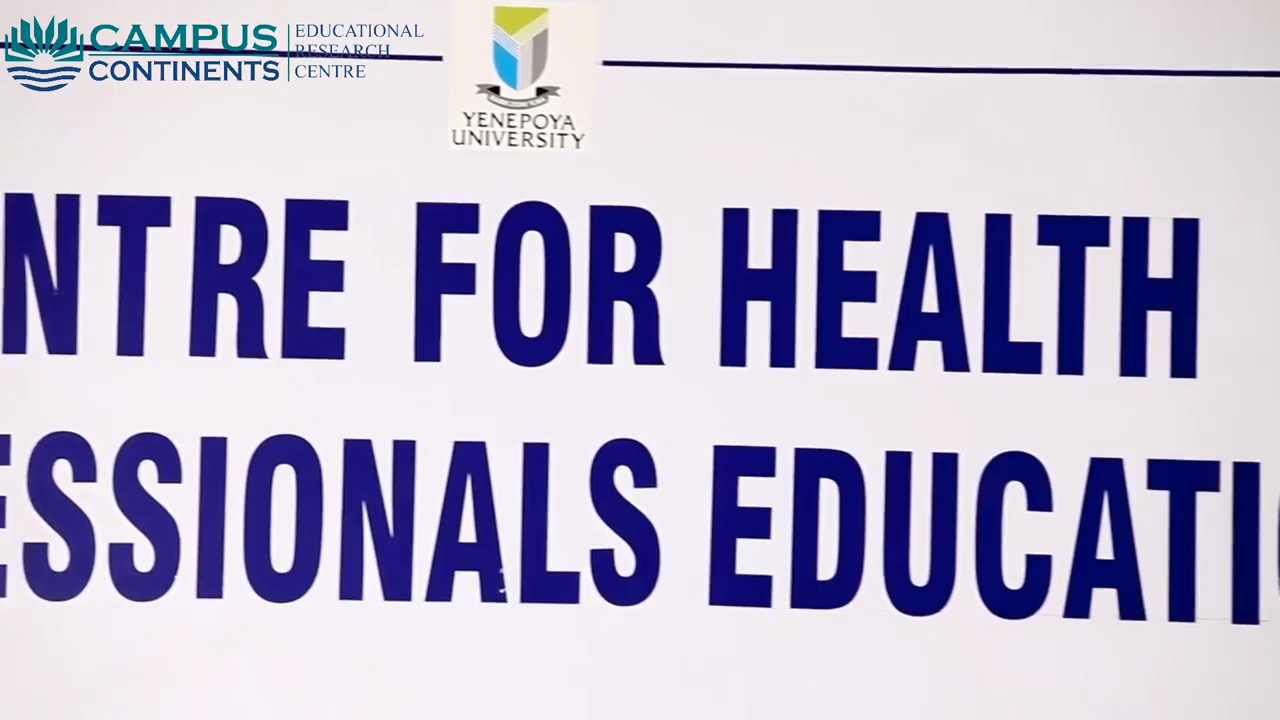 CAMPUS
CONTINENTS
EDUCATIONAL
RESEARCH
CENTRE
YENEPOYA
UNIVERSITY
NTRE FOR HEALTH
ESSIONALS EDUCATI